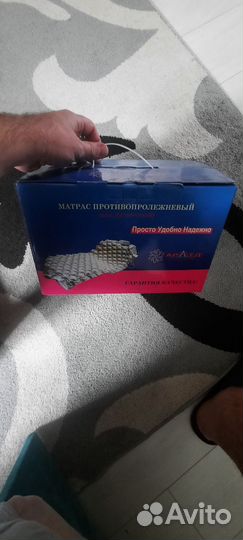 МАТРАС ПРОТИВОПРОЛЕЖНЕВЫЙ
Просто Удобно Надежно
ГАРАНТИЯ КАЧЕСТВА!
Avito